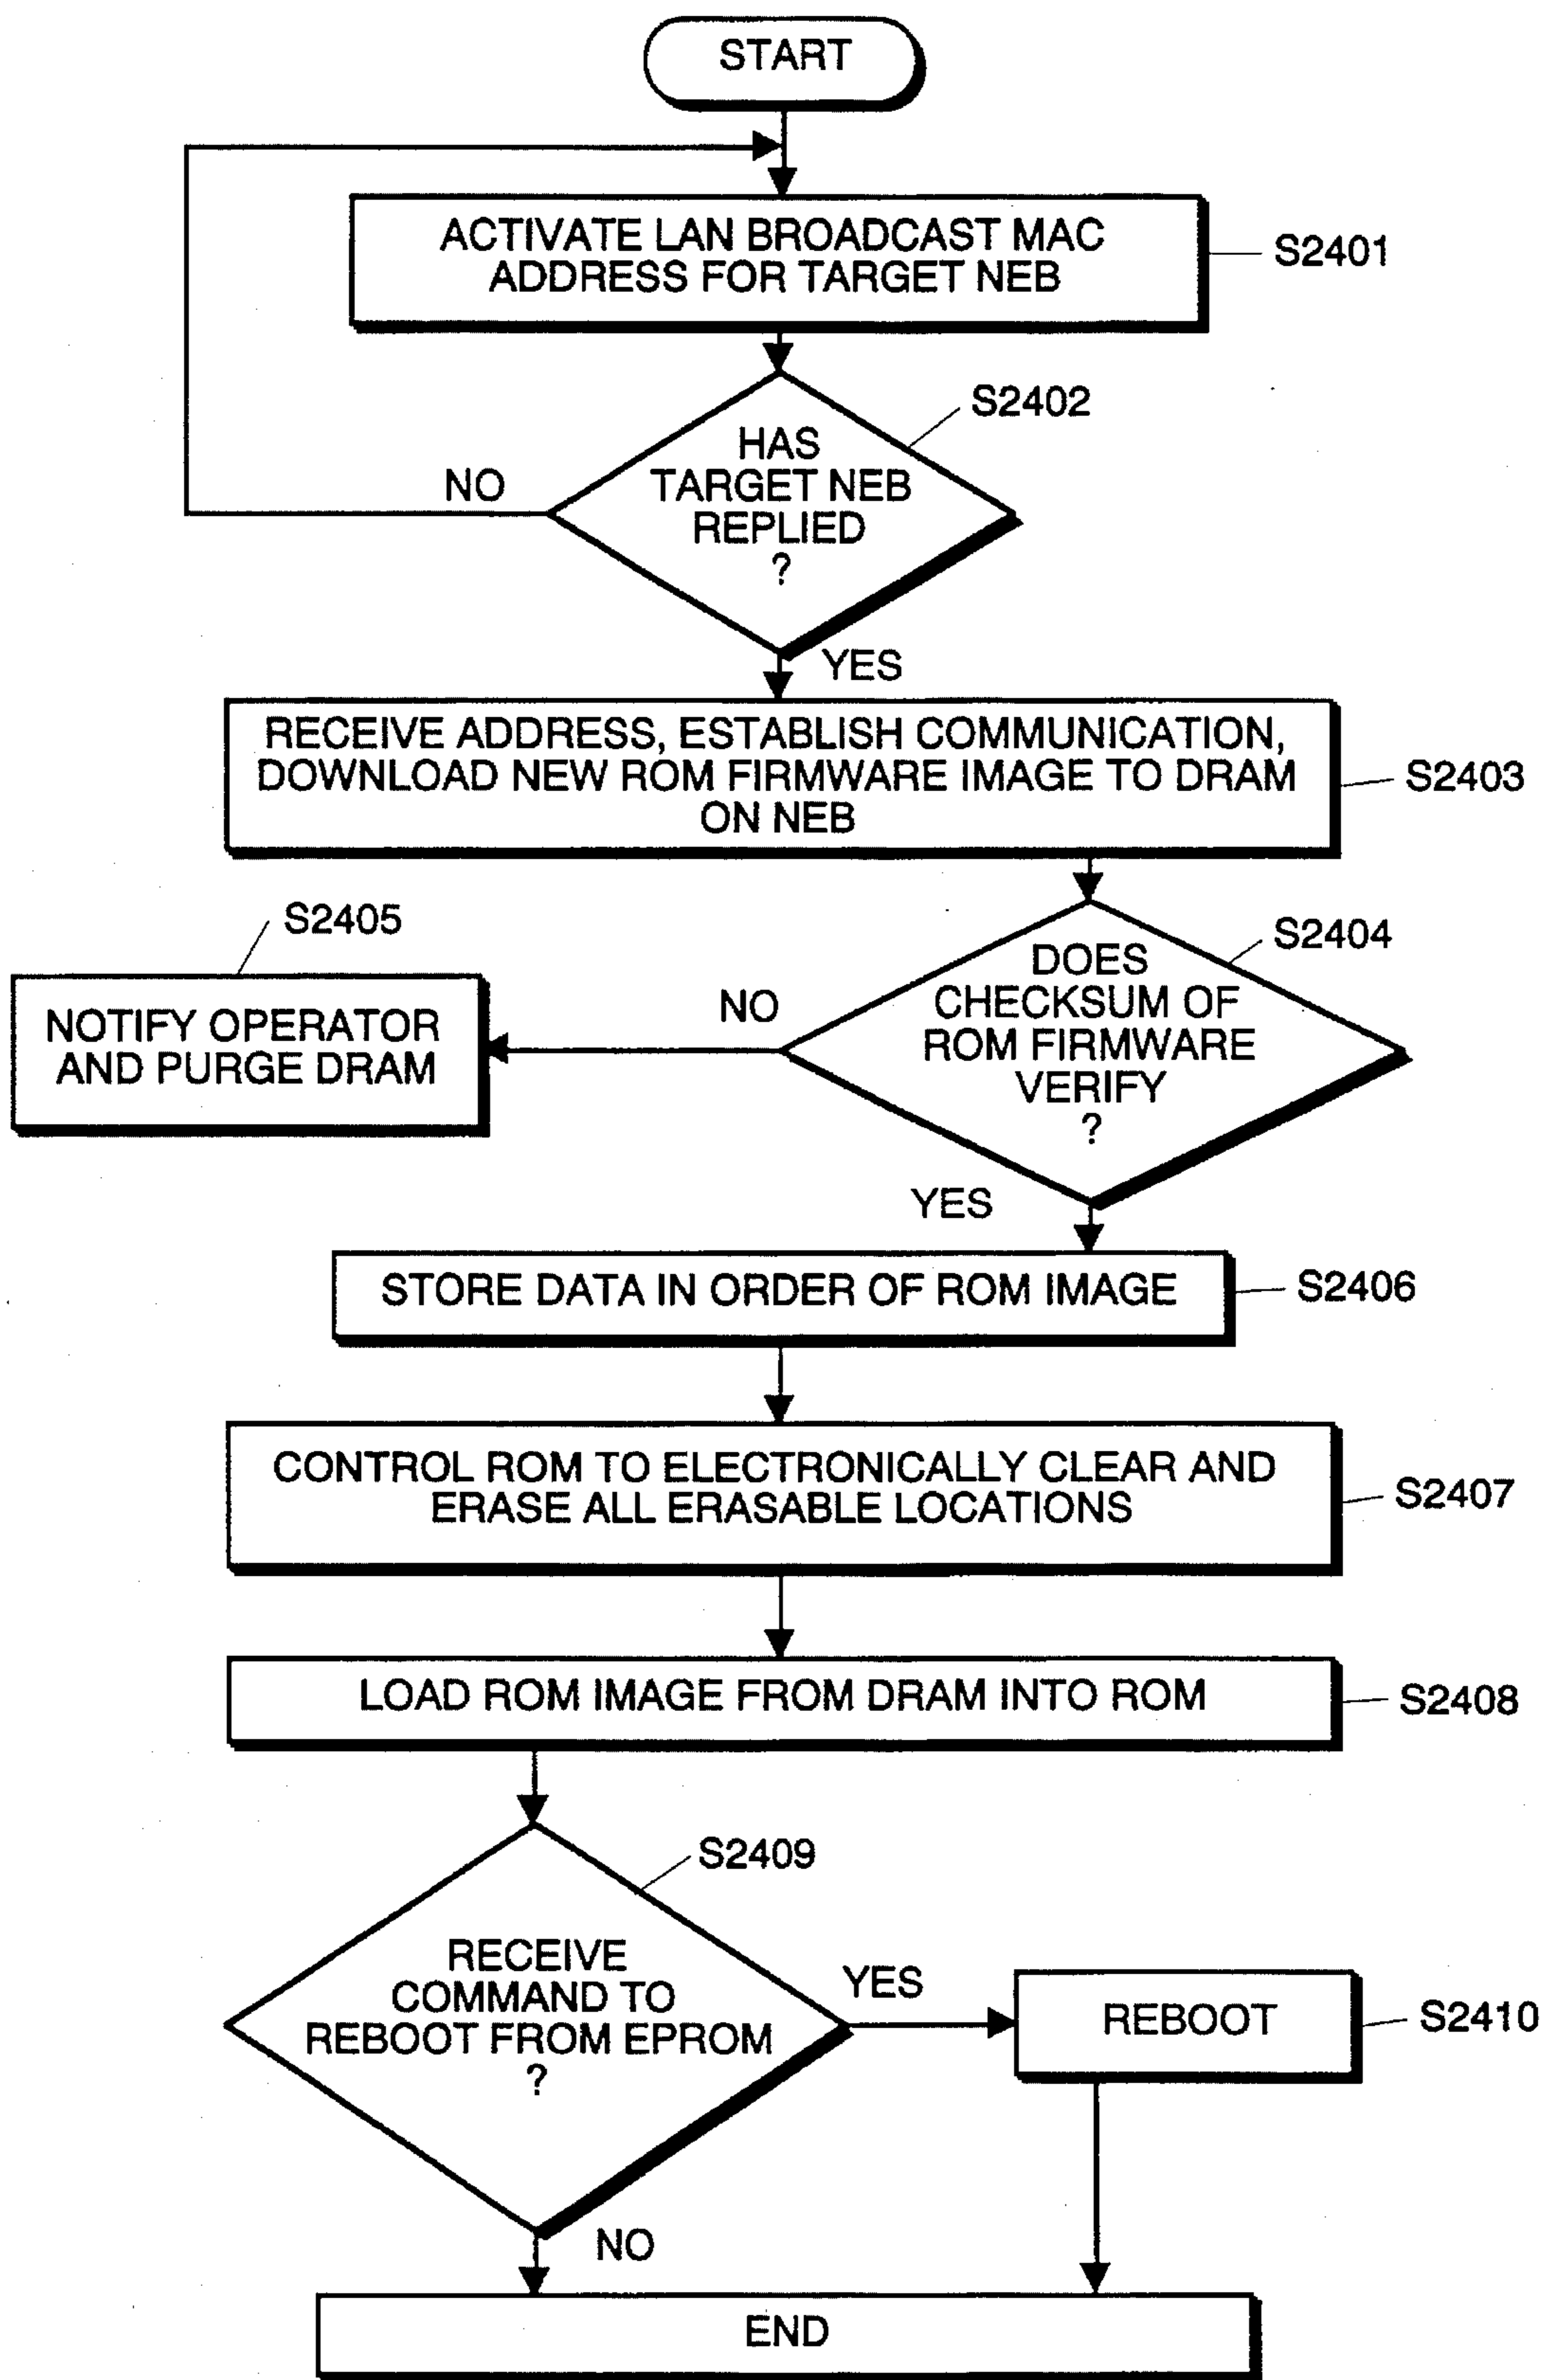 START
ACTIVATE LAN BROADCAST MAC
ADDRESS FOR TARGET NEB
S2401
S2402
HAS
TARGET NEB
REPLIED
?
NO
YES
RECEIVE ADDRESS, ESTABLISH COMMUNICATION,
DOWNLOAD NEW ROM FIRMWARE IMAGE TO DRAM
ON NEB
S2403
S2405
NOTIFY OPERATOR
AND PURGE DRAM
NO
S2404
DOES
CHECKSUM OF
ROM FIRMWARE
VERIFY
?
YES
STORE DATA IN ORDER OF ROM IMAGE
S2406
CONTROL ROM TO ELECTRONICALLY CLEAR AND
ERASE ALL ERASABLE LOCATIONS
S2407
LOAD ROM IMAGE FROM DRAM INTO ROM
S2408
S2409
RECEIVE
COMMAND TO
REBOOT FROM EPROM
?
YES
REBOOT
S2410
NO
END